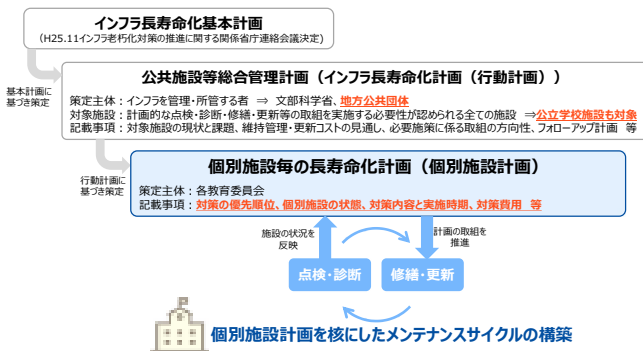 インフラ長寿命化基本計画
（H25.11インフラ老朽化対策の推進に関する関係省庁連絡会議決定)
基本計画に
基づき策定
公共施設等総合管理計画（インフラ長寿命化計画（行動計画））
策定主体：インフラを管理・所管する者 ⇒ 文部科学省、地方公共団体
対象施設：計画的な点検・診断・修繕・更新等の取組を実施する必要性が認められる全ての施設 ⇒公立学校施設も対象
記載事項：対象施設の現状と課題、維持管理・更新コストの見通し、必要施策に係る取組の方向性、フォローアップ計画 等
行動計画に
基づき策定
個別施設毎の長寿命化計画（個別施設計画）
策定主体：各教育委員会
記載事項：対策の優先順位、個別施設の状態、対策内容と実施時期、対策費用 等
施設の状況を
反映
計画の取組を
推進
点検・診断
修繕・更新
個別施設計画を核にしたメンテナンスサイクルの構築